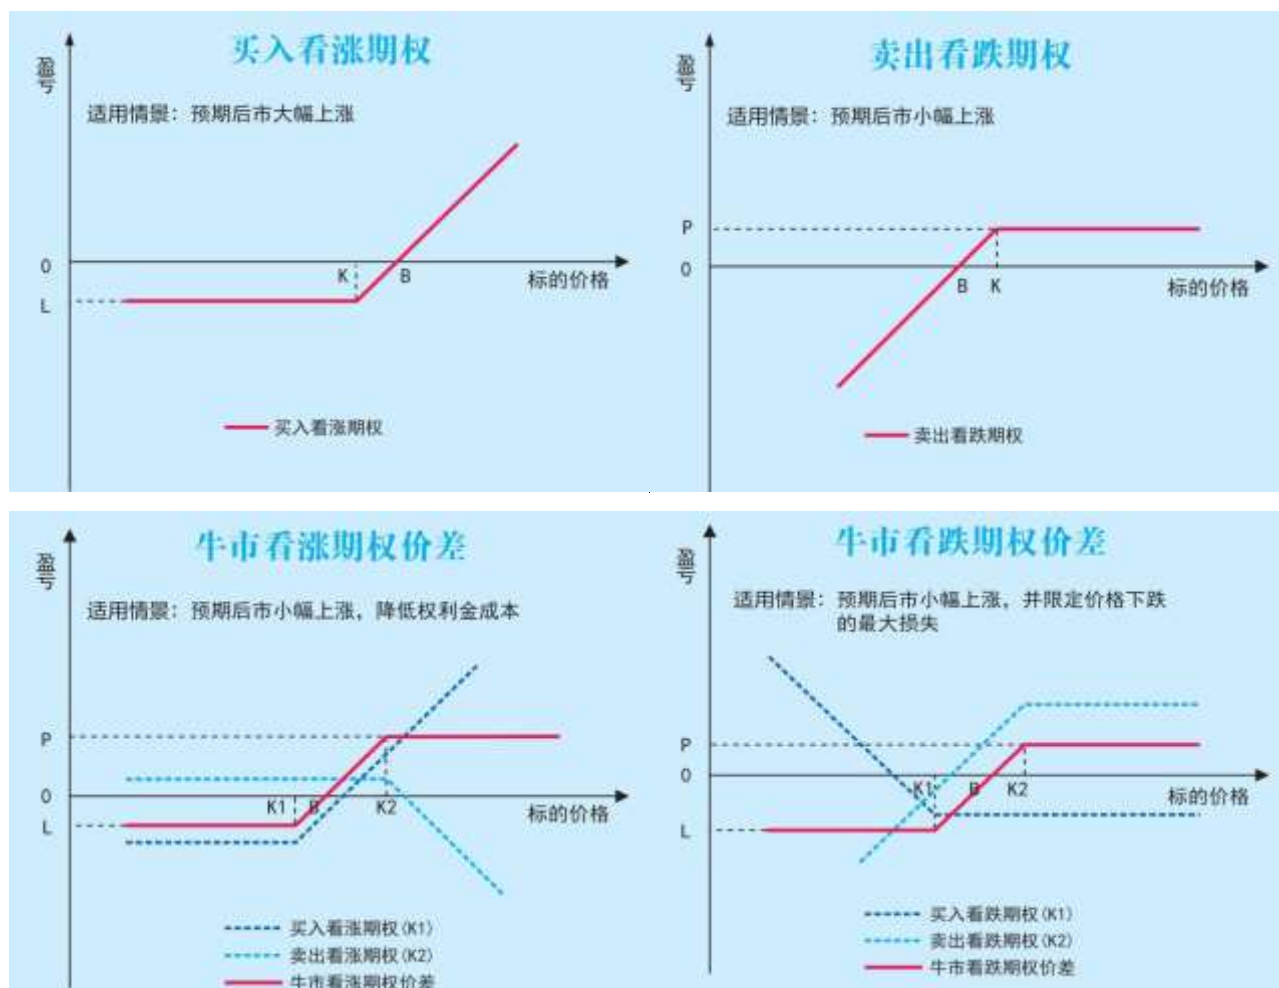 买入看涨期权
盈亏
适用情景：预期后市大幅上涨
0
K
B
标的价格
L
买入看涨期权
卖出看跌期权
盈亏
适用情景：预期后市小幅上涨
P
0
B
K
标的价格
卖出看跌期权
牛市看涨期权价差
盈亏
适用情景：预期后市小幅上涨，降低权利金成本
P
0
K1
B
K2
标的价格
L
买入看涨期权(K1)
卖出看涨期权(K2)
牛市看涨期权价差
牛市看跌期权价差
盈亏
适用情景：预期后市小幅上涨，并限定价格下跌
的最大损失
P
0
K1
B
K2
标的价格
L
买入看跌期权(K1)
卖出看跌期权(K2)
牛市看跌期权价差